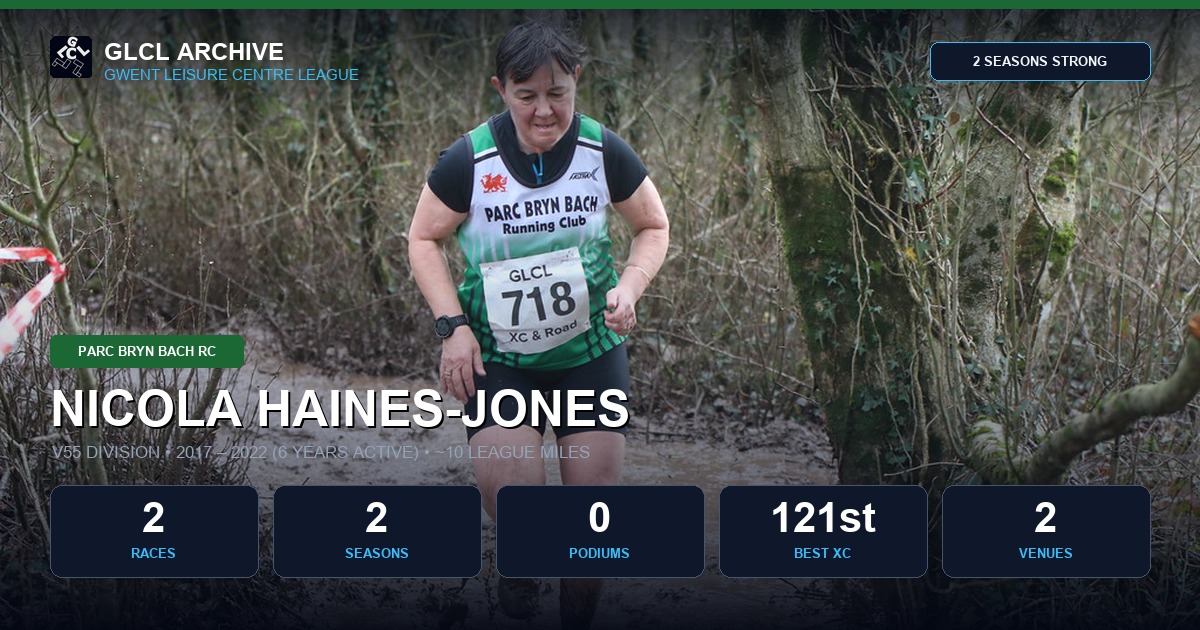 GLCL ARCHIVE
GWENT LEISURE CENTRE LEAGUE
2 SEASONS STRONG
PARC BRYN BACH
Running Club
GLCL
718
XC & Road
PARC BRYN BACH RC
NICOLA HAINES-JONES
V55 DIVISION • 2017 – 2022 (6 YEARS ACTIVE) • ~10 LEAGUE MILES
2
RACES
2
SEASONS
0
PODIUMS
121st
BEST XC
2
VENUES